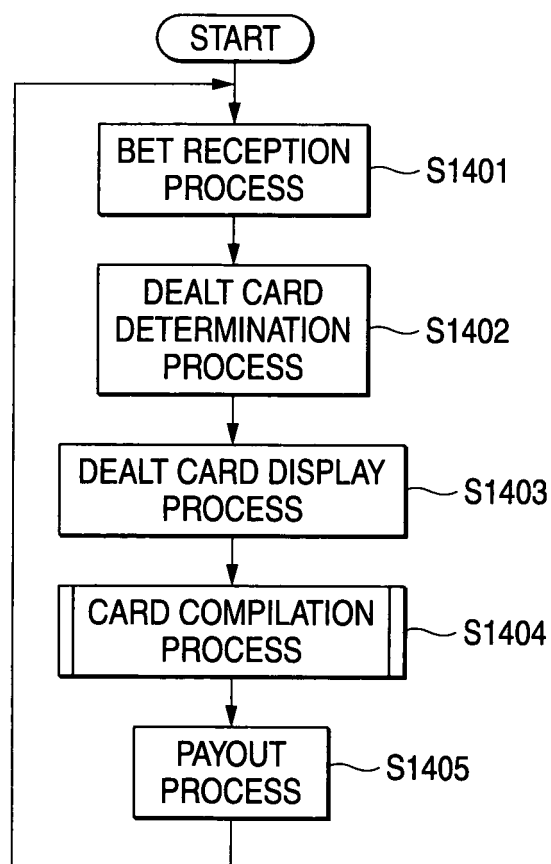 START
BET RECEPTION
PROCESS
S1401
DEALT CARD
DETERMINATION
PROCESS
S1402
DEALT CARD DISPLAY
PROCESS
S1403
CARD COMPILATION
PROCESS
S1404
PAYOUT
PROCESS
S1405